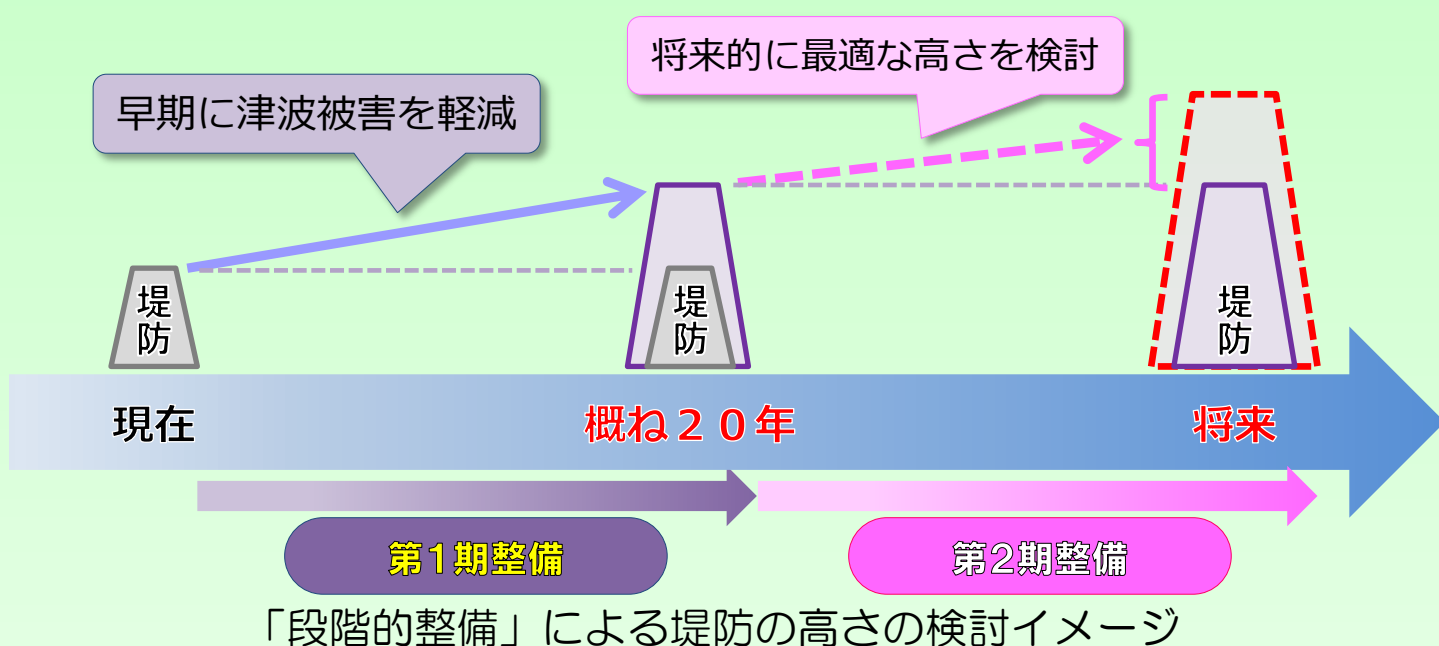 将来的に最適な高さを検討
早期に津波被害を軽減
堤防
堤防
堤防
現在
概ね２０年
将来
第1期整備
第2期整備
「段階的整備」による堤防の高さの検討イメージ